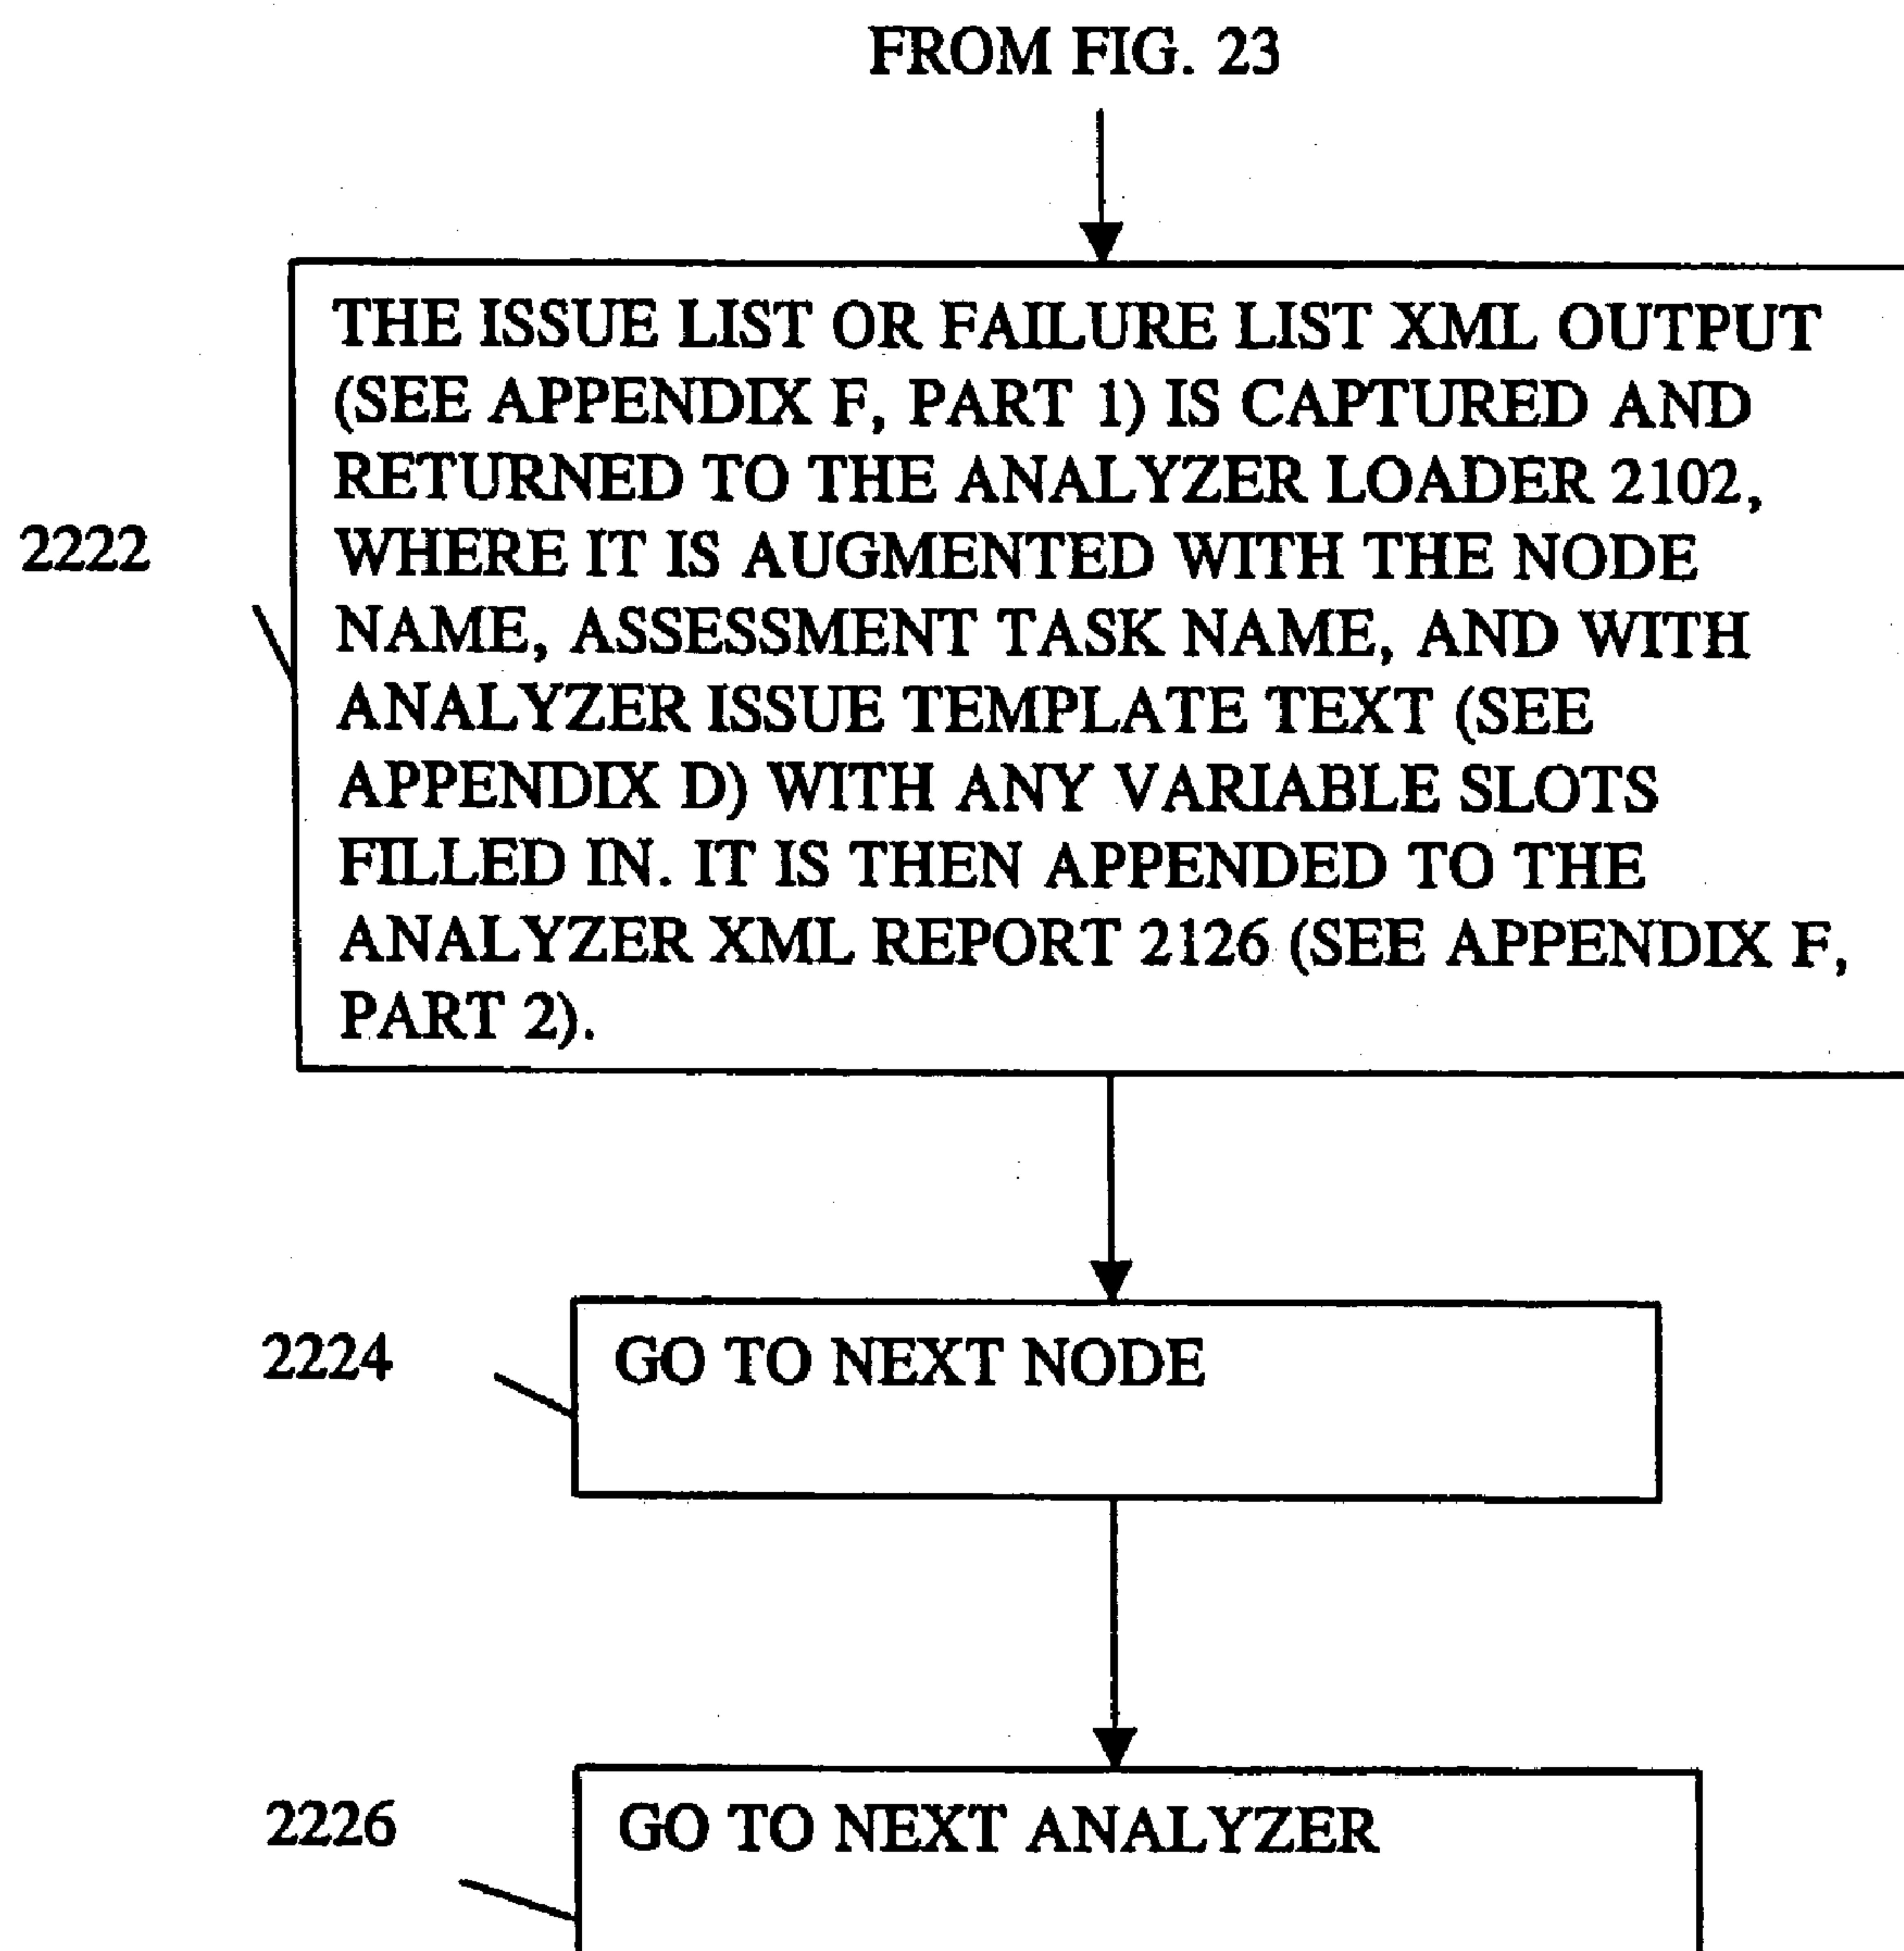 FROM FIG. 23
THE ISSUE LIST OR FAILURE LIST XML OUTPUT
(SEE APPENDIX F, PART 1) IS CAPTURED AND
RETURNED TO THE ANALYZER LOADER 2102,
2222
WHERE IT IS AUGMENTED WITH THE NODE
NAME, ASSESSMENT TASK NAME, AND WITH
ANALYZER ISSUE TEMPLATE TEXT (SEE
APPENDIX D) WITH ANY VARIABLE SLOTS
FILLED IN. IT IS THEN APPENDED TO THE
ANALYZER XML REPORT 2126 (SEE APPENDIX F,
PART 2).
2224
GO TO NEXT NODE
2226
GO TO NEXT ANALYZER